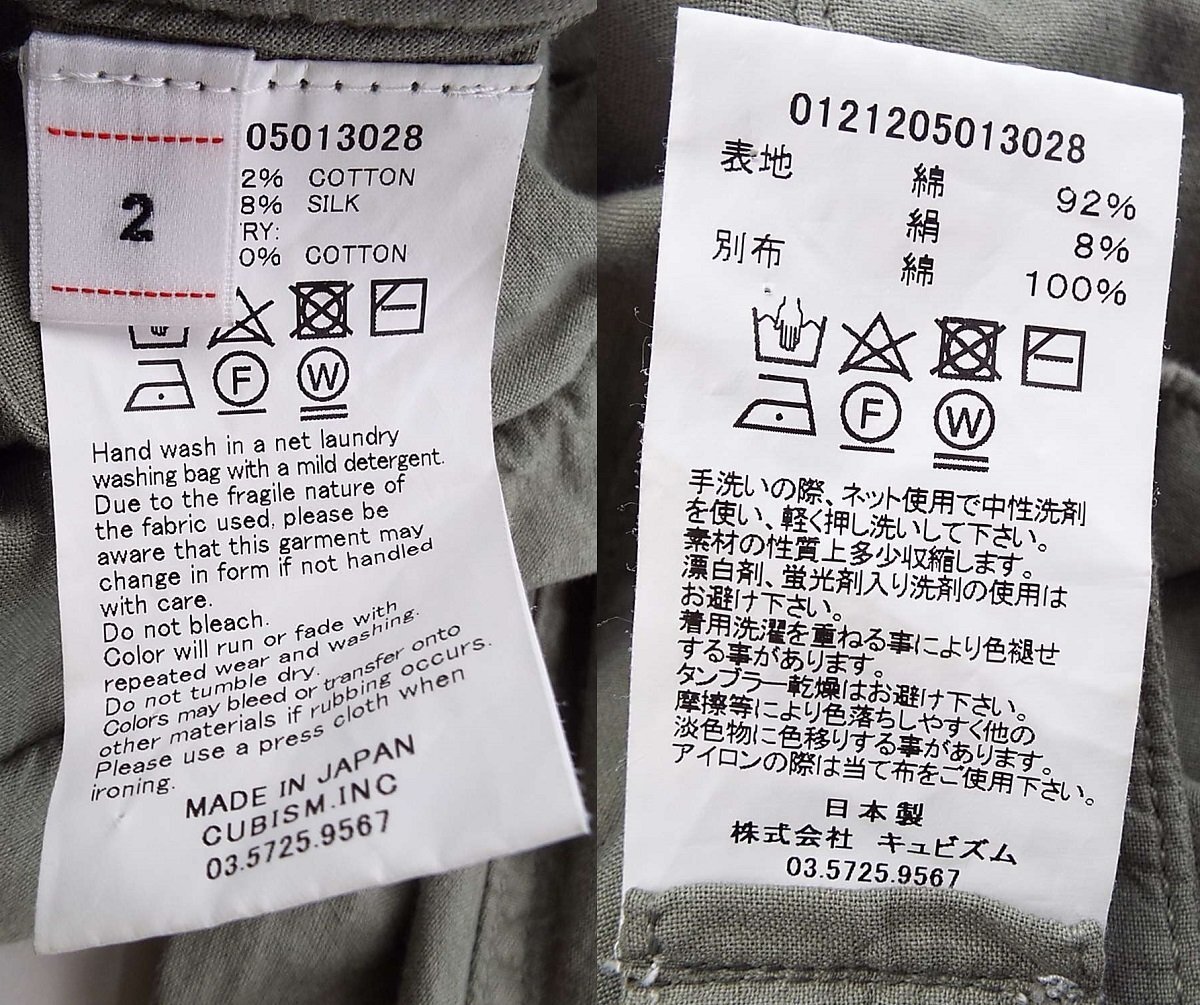 2
05013028
2% COTTON
8% SILK
RY:
0% COTTON
F W
Hand wash in a net laundry
washing bag with a mild detergent.
Due to the fragile nature of
the fabric used, please be
aware that this garment may
change in form if not handled
with care.
Do not bleach.
Color will run or fade with
repeated wear and washing.
Do not tumble dry.
Colors may bleed or transfer onto
other materials if rubbing occurs.
Please use a press cloth when
ironing.
MADE IN JAPAN
CUBISM.INC
03.5725.9567
0121205013028
表地 綿 92%
絹 8%
別布 綿 100%
F W
手洗いの際、ネット使用で中性洗剤
を使い、軽く押し洗いして下さい。
素材の性質上多少収縮します。
漂白剤、蛍光剤入り洗剤の使用は
お避け下さい。
着用洗濯を重ねる事により色褪せ
する事があります。
タンブラー乾燥はお避け下さい。
摩擦等により色落ちしやすく他の
淡色物に色移りする事があります。
アイロンの際は当て布をご使用下さい。
日本製
株式会社 キュビズム
03.5725.9567